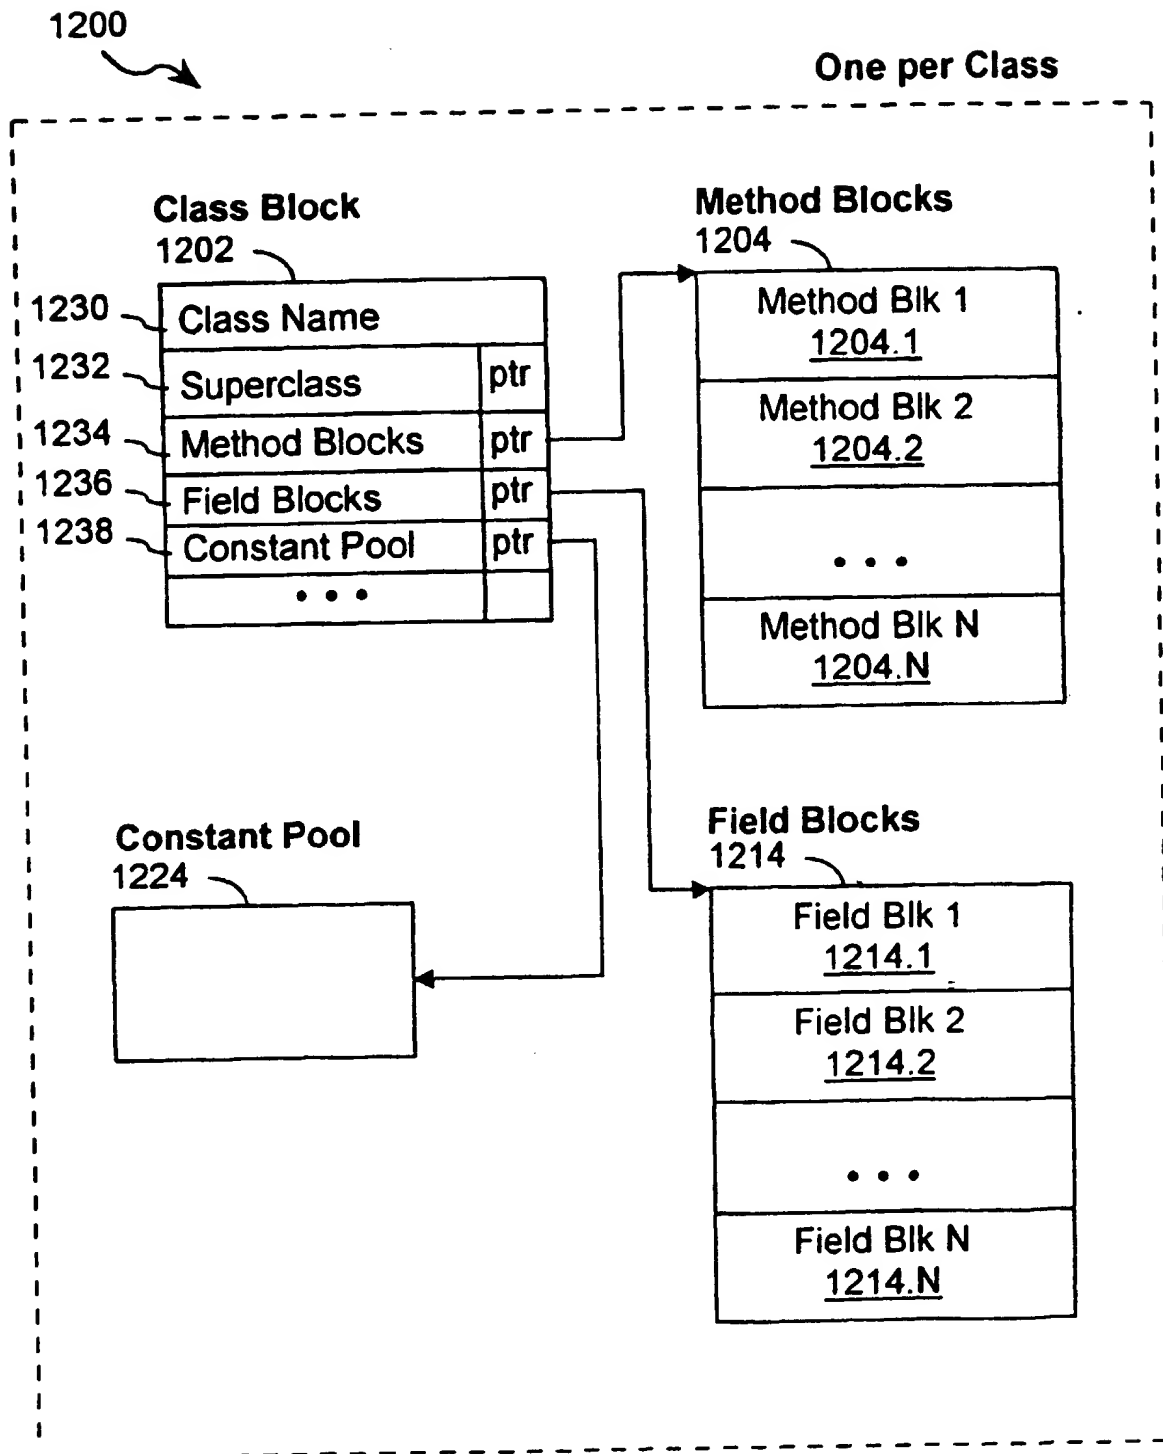 1200
One per Class
Class Block
1202
1230
Class Name
1232
Superclass ptr
1234
Method Blocks ptr
1236
Field Blocks ptr
1238
Constant Pool ptr
• • •
Method Blocks
1204
Method Blk 1
1204.1
Method Blk 2
1204.2
• • •
Method Blk N
1204.N
Constant Pool
1224
Field Blocks
1214
Field Blk 1
1214.1
Field Blk 2
1214.2
• • •
Field Blk N
1214.N